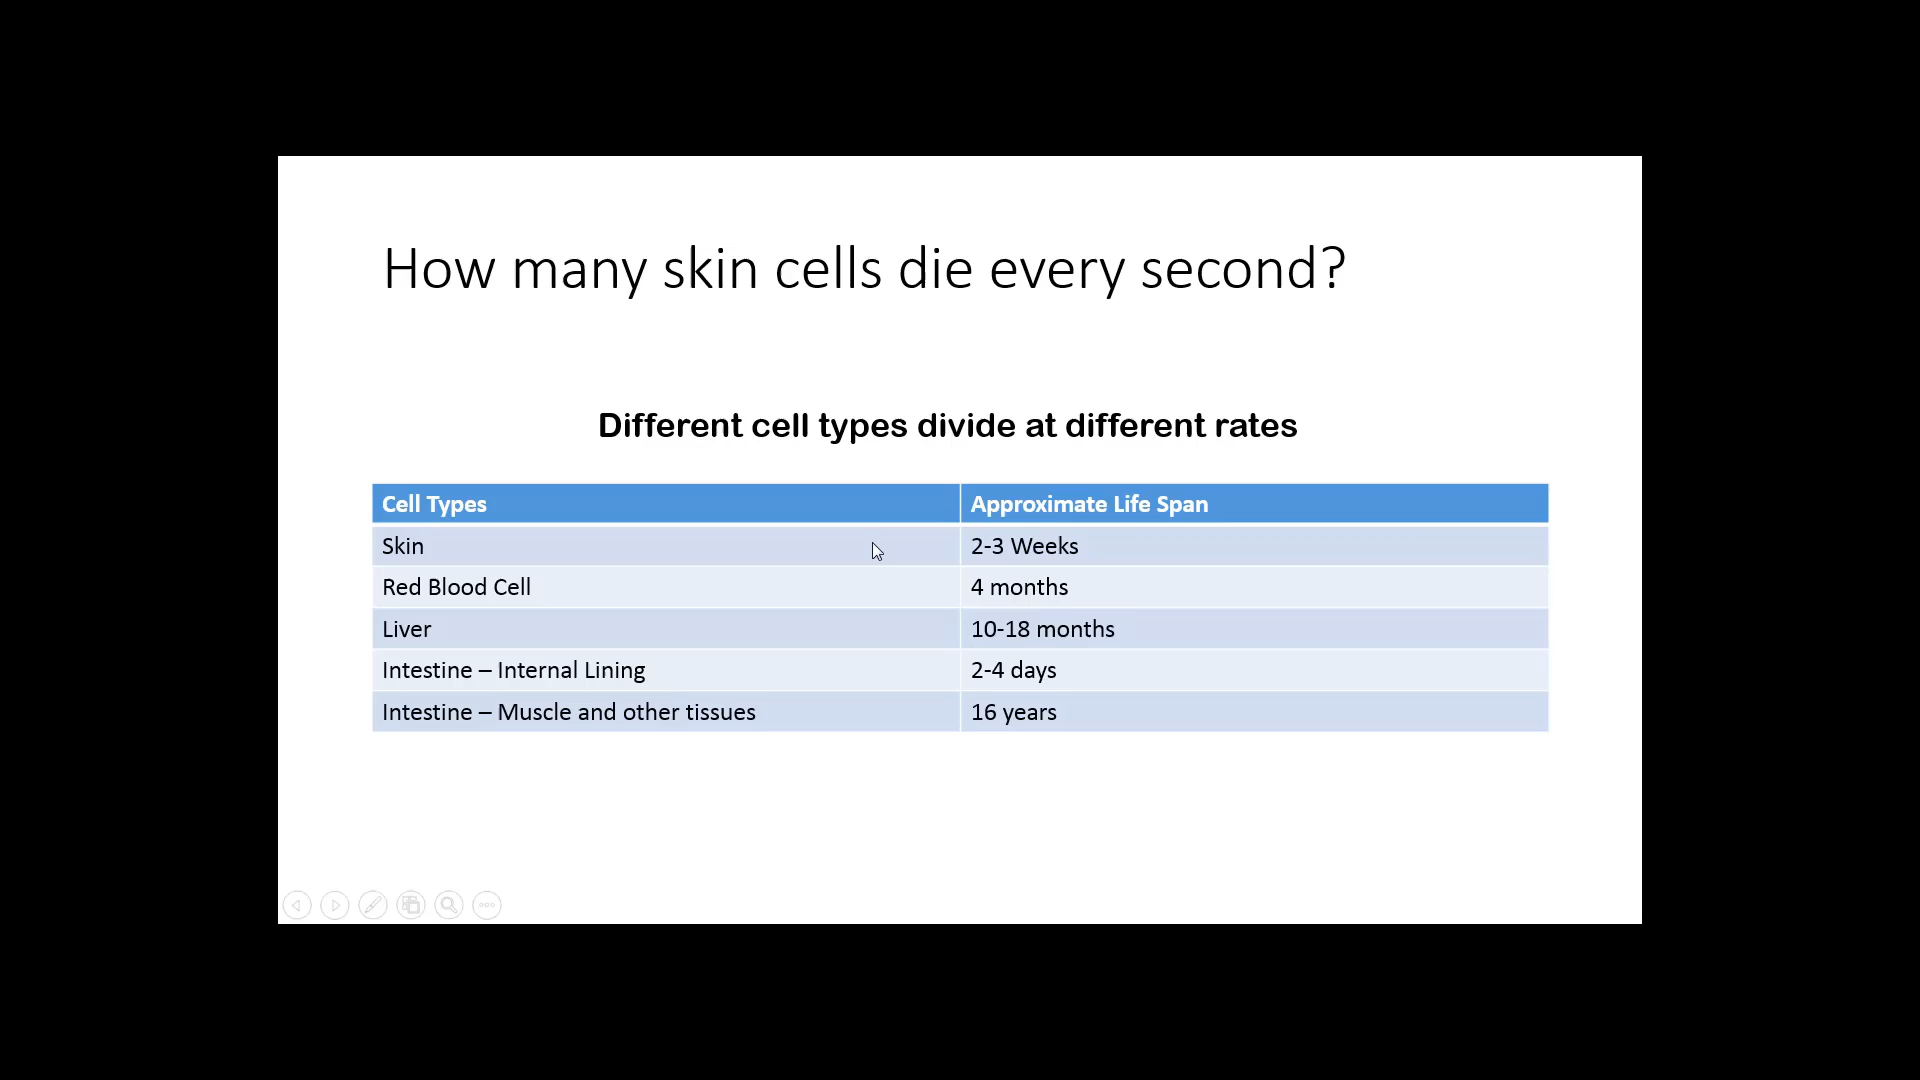 How many skin cells die every second?
Different cell types divide at different rates
Cell Types Approximate Life Span
Skin 2-3 Weeks
Red Blood Cell 4 months
Liver 10-18 months
Intestine – Internal Lining 2-4 days
Intestine – Muscle and other tissues 16 years